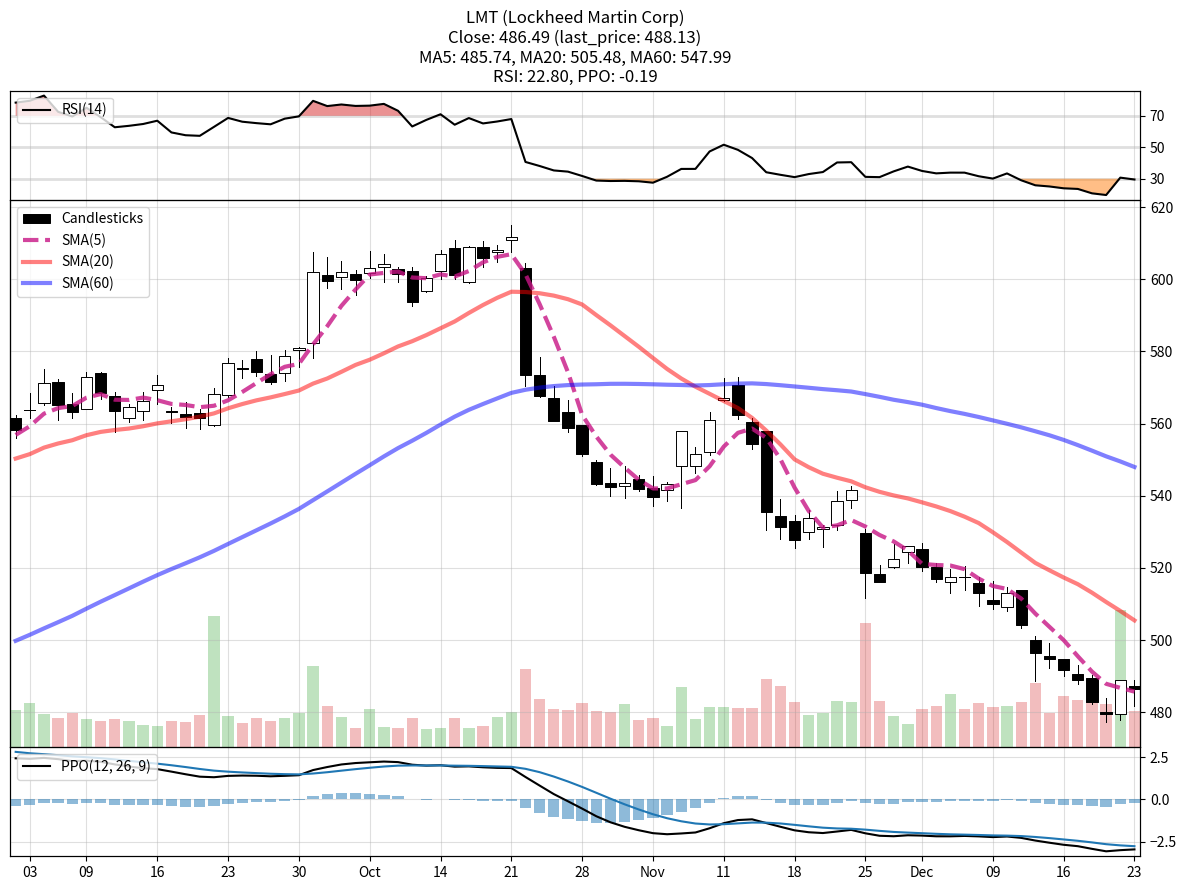 LMT (Lockheed Martin Corp)
Close: 486.49 (last_price: 488.13)
MA5: 485.74, MA20: 505.48, MA60: 547.99
RSI: 22.80, PPO: -0.19
RSI(14)
70
50
30
Candlesticks
SMA(5)
SMA(20)
SMA(60)
620
600
580
560
540
520
500
480
PPO(12, 26, 9)
2.5
0.0
−2.5
03 09 16 23 30 Oct 14 21 28 Nov 11 18 25 Dec 09 16 23